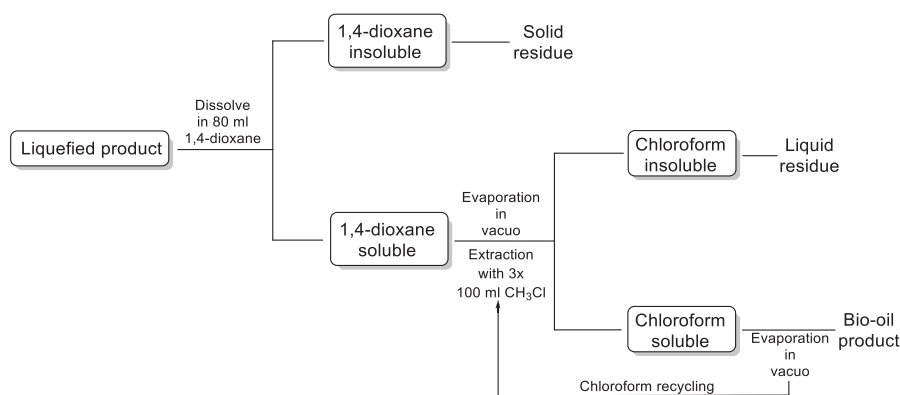 1,4-dioxane
insoluble
Solid
residue
Dissolve
in 80 ml
1,4-dioxane
Liquefied product
1,4-dioxane
soluble
Evaporation
in
vacuo
Extraction
with 3x
100 ml CH₃Cl
Chloroform
insoluble
Liquid
residue
Chloroform
soluble
Bio-oil
product
Evaporation
in
vacuo
Chloroform recycling